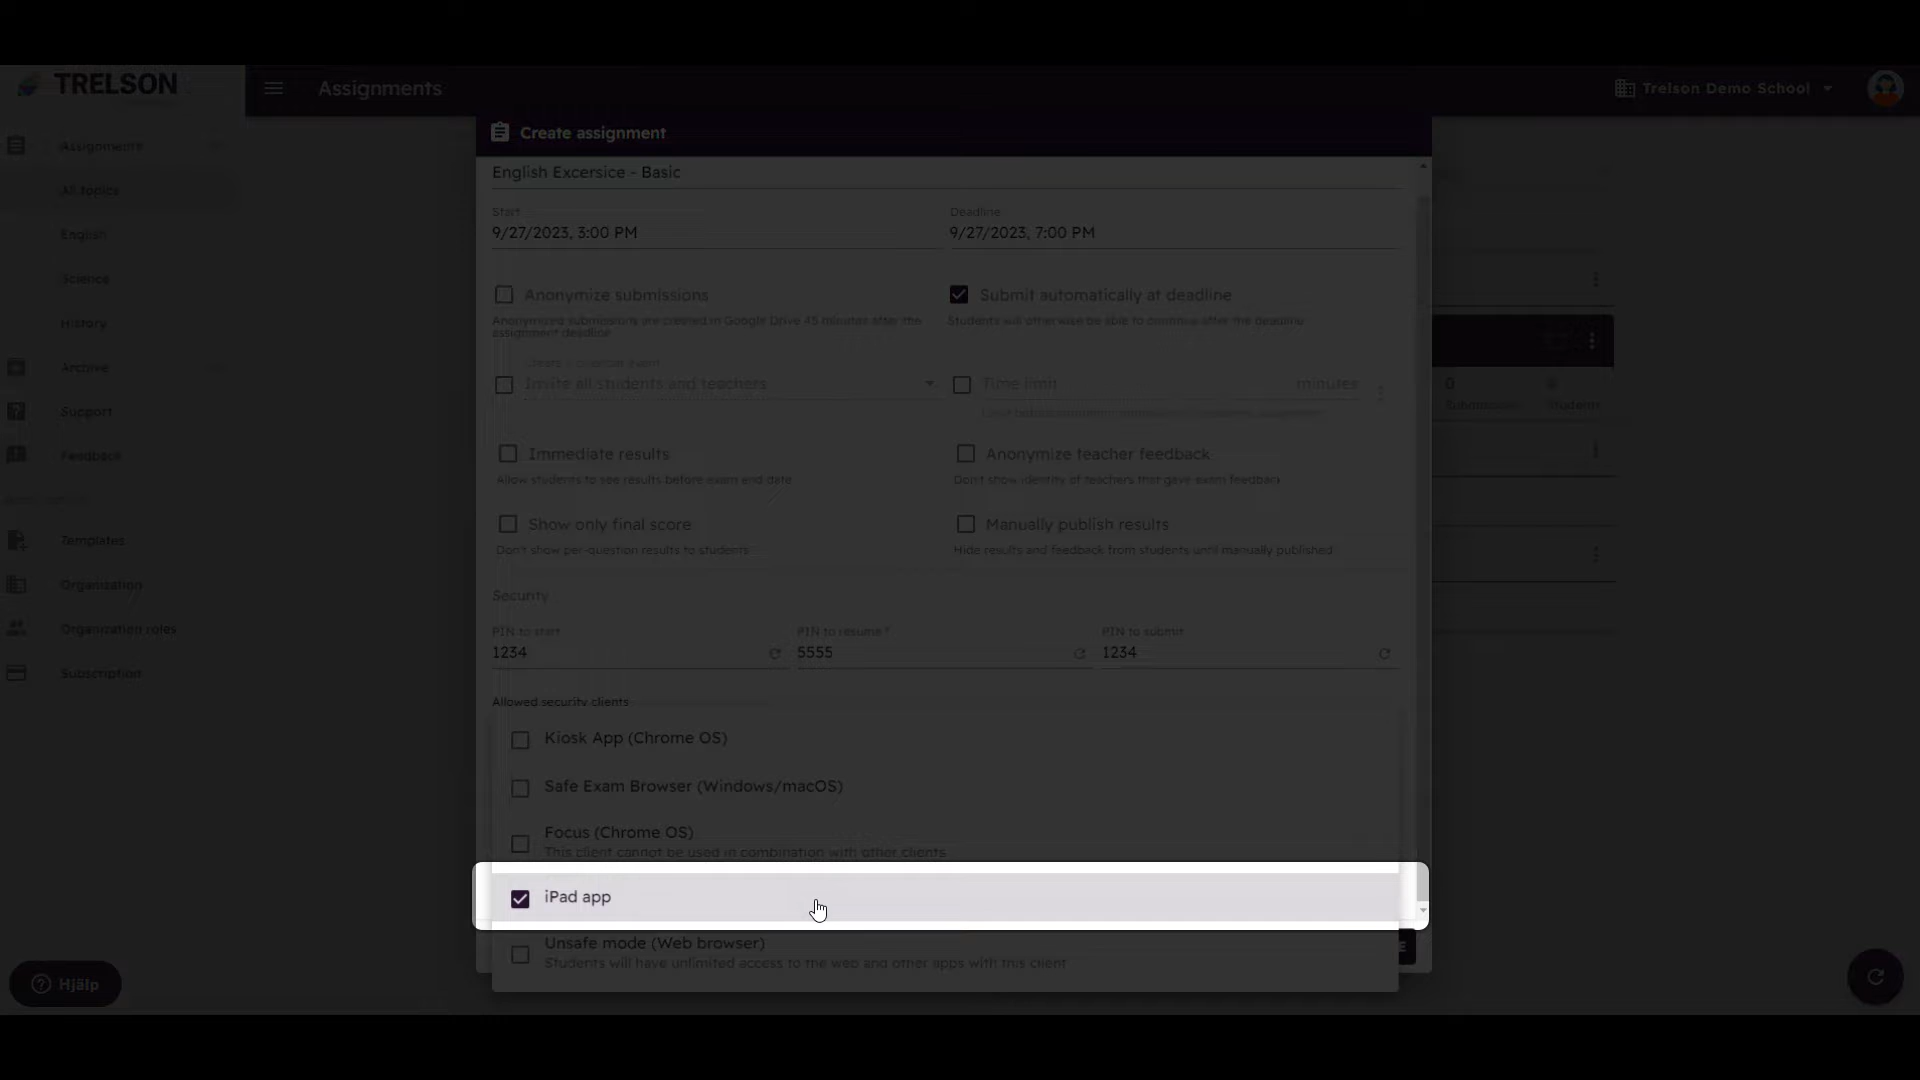 TRELSON
Assignments
Trelson Demo School
Create assignment
Assignments
All topics
English
Science
History
Archive
Support
Feedback
Templates
Organization
Organization roles
Subscription
English Excersice - Basic
Start
Deadline
9/27/2023, 3:00 PM
9/27/2023, 7:00 PM
Anonymize submissions
Submit automatically at deadline
Anonymized submissions are created in Google Drive 45 minutes after the
assignment deadline
Students will otherwise be able to continue after the deadline
Create a calendar event
Invite all students and teachers
Time limit
minutes
0
Submissions
Students
Immediate results
Anonymize teacher feedback
Allow students to see results before exam end date
Don't show identity of teachers that gave exam feedback
Show only final score
Manually publish results
Don't show per-question results to students
Hide results and feedback from students until manually published
Security
PIN to start
PIN to resume *
PIN to submit
1234
5555
1234
Allowed security clients
Kiosk App (Chrome OS)
Safe Exam Browser (Windows/macOS)
Focus (Chrome OS)
This client cannot be used in combination with other clients
iPad app
Unsafe mode (Web browser)
Students will have unlimited access to the web and other apps with this client
Hjälp